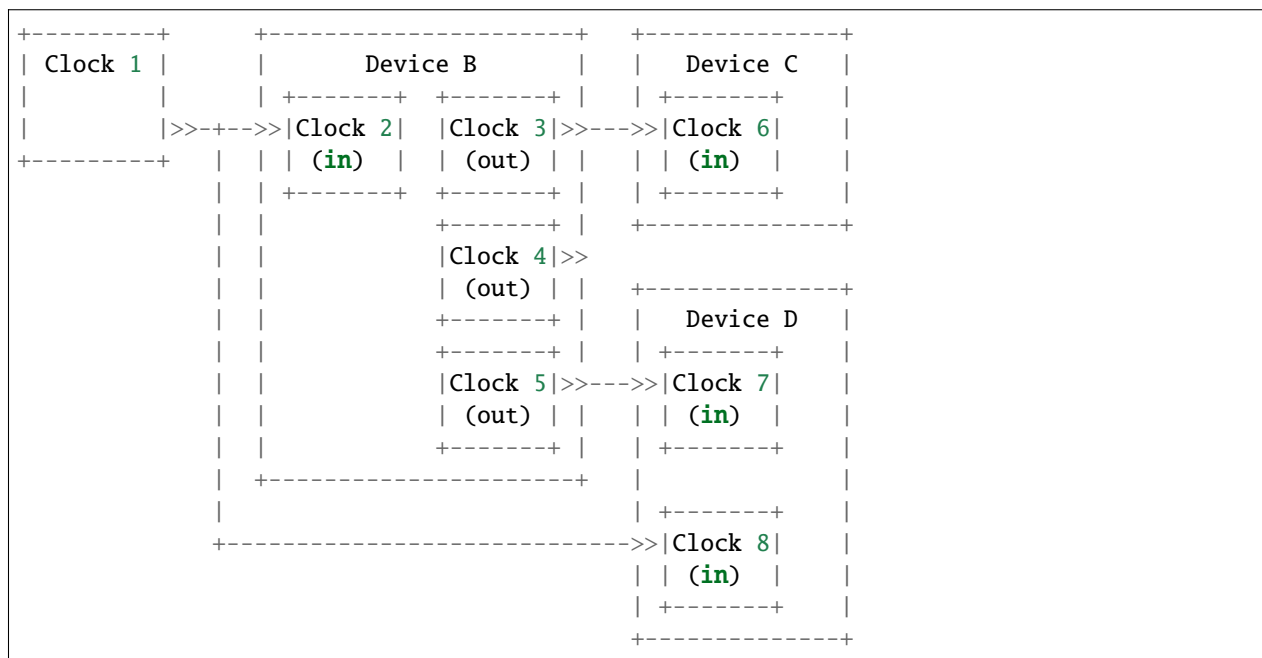 +---------+      +----------------------+   +--------------+
| Clock 1 |      |       Device B       |   |   Device C   |
|         |      | +-------+  +-------+ |   | +-------+    |
|         |>>-+-->>|Clock 2|  |Clock 3|>>--->>|Clock 6|    |
+---------+   |  | | (in)  |  | (out) | |   | | (in)  |    |
              |  | +-------+  +-------+ |   | +-------+    |
              |  |            +-------+ |   +--------------+
              |  |            |Clock 4|>>
              |  |            | (out) | |   +--------------+
              |  |            +-------+ |   |   Device D   |
              |  |            +-------+ |   | +-------+    |
              |  |            |Clock 5|>>--->>|Clock 7|    |
              |  |            | (out) | |   | | (in)  |    |
              |  |            +-------+ |   | +-------+    |
              |  +----------------------+   |              |
              |                             | +-------+    |
              +----------------------------->>|Clock 8|    |
                                            | | (in)  |    |
                                            | +-------+    |
                                            +--------------+